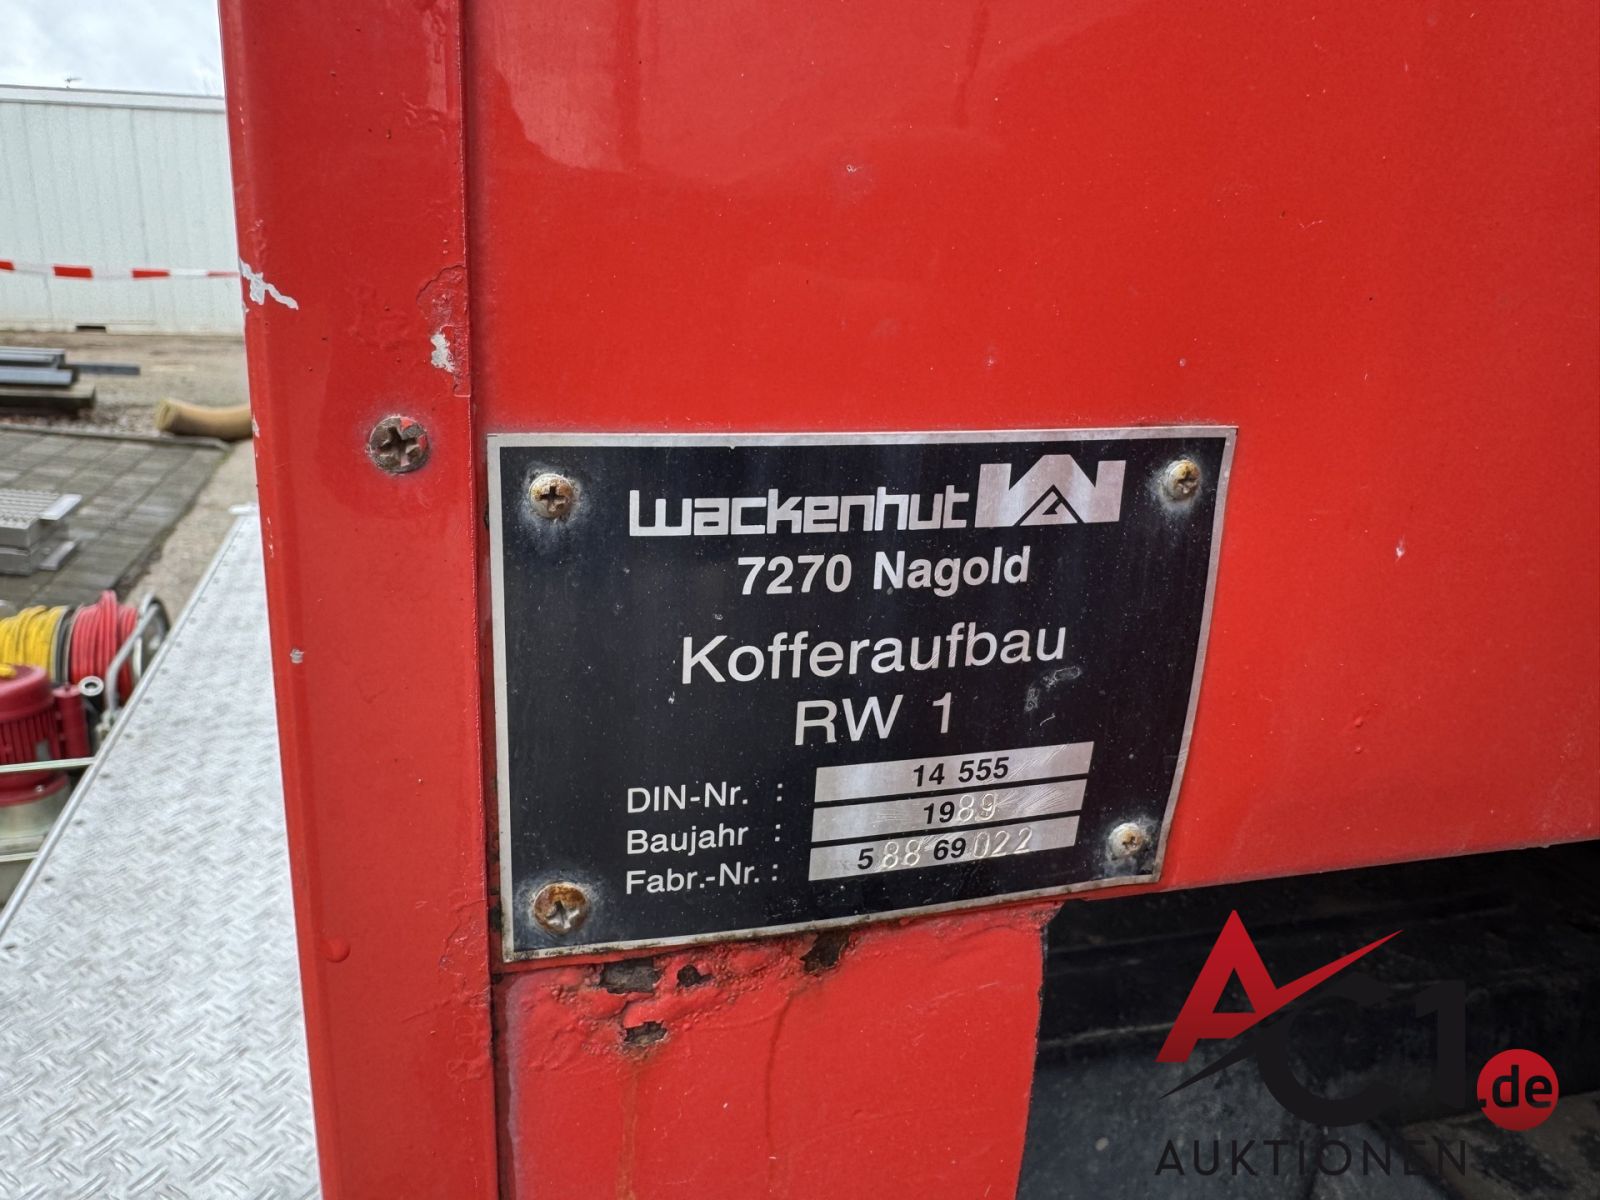 Wackenhut
7270 Nagold
Kofferaufbau
RW 1
DIN-Nr. : 14 555
Baujahr : 1989
Fabr.-Nr. : 5 88 69 022
AC1.de
AUKTIONEN